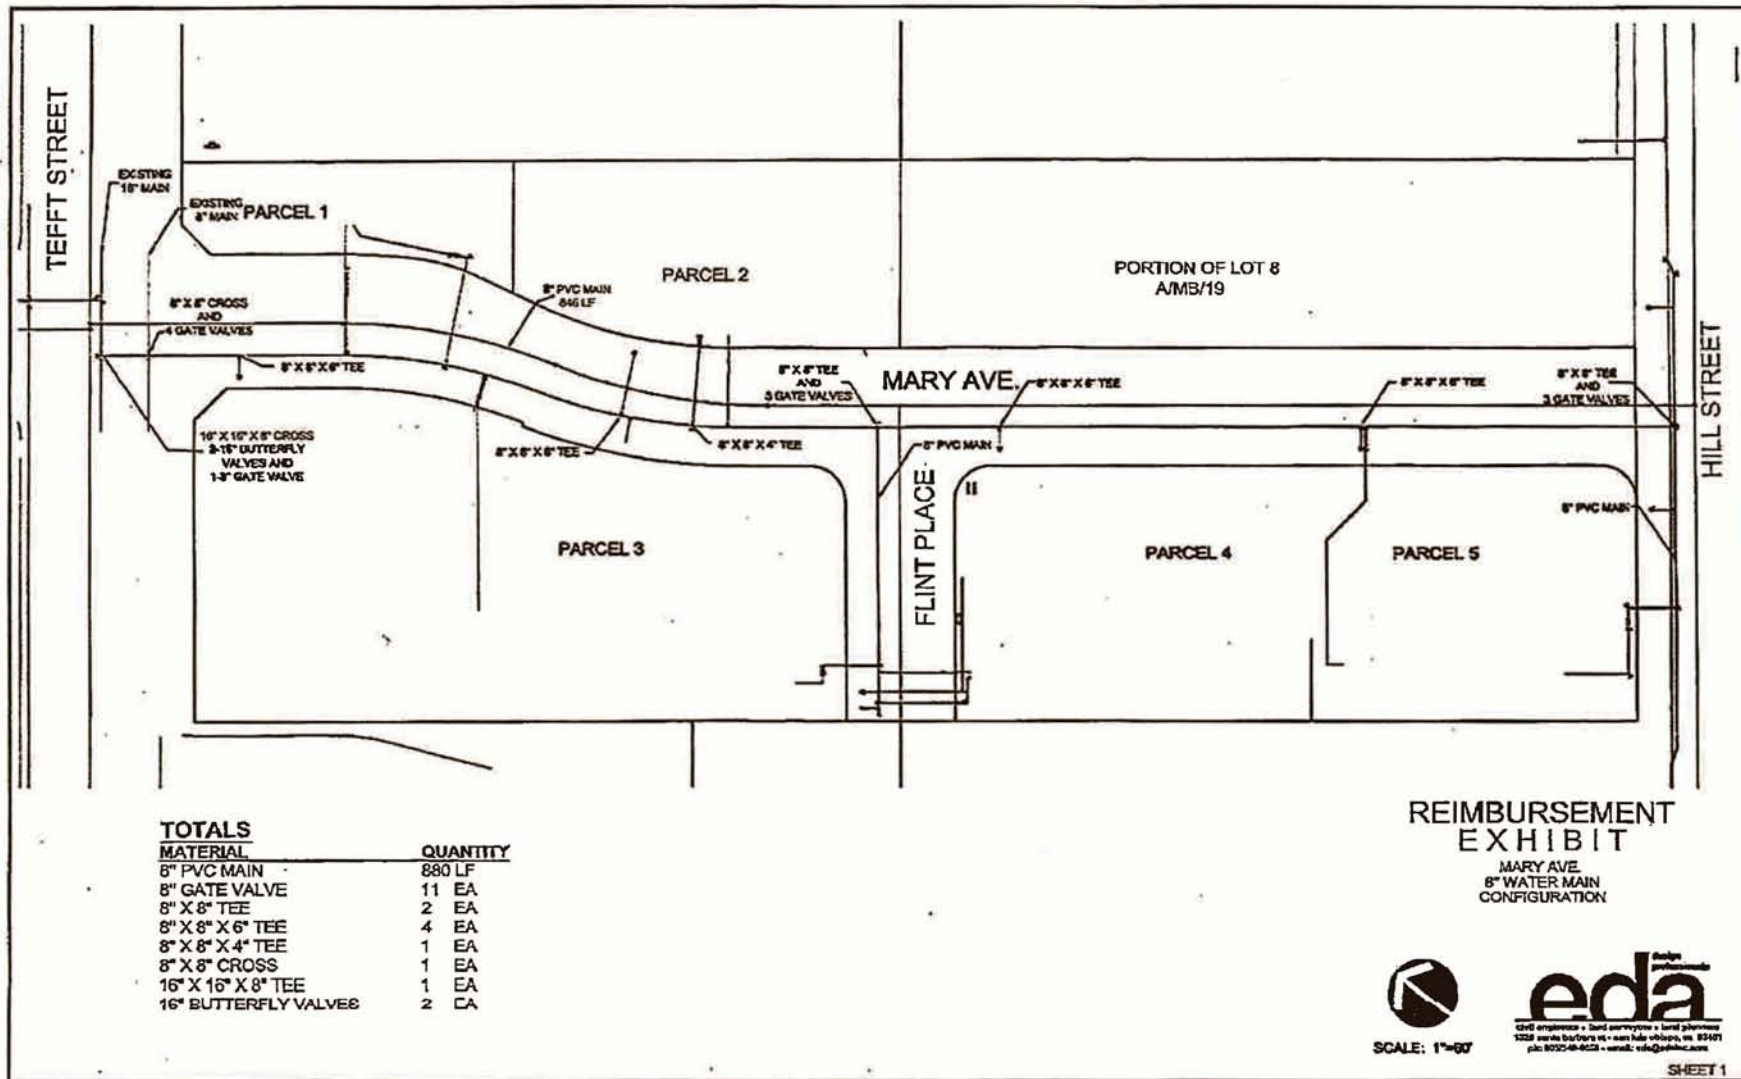 TEFFT STREET
EXISTING
16" MAIN
EXISTING
8" MAIN
PARCEL 1
PARCEL 2
PORTION OF LOT 8
A/MB/19
8" PVC MAIN
846 LF
8" X 8" CROSS
AND
4 GATE VALVES
8" X 8" X 6" TEE
8" X 8" TEE
AND
3 GATE VALVES
MARY AVE.
8" X 8" X 6" TEE
8" X 8" X 6" TEE
8" X 8" TEE
AND
3 GATE VALVES
HILL STREET
16" X 16" X 8" CROSS
2-16" BUTTERFLY
VALVES AND
1-8" GATE VALVE
8" X 8" X 6" TEE
8" X 8" X 4" TEE
8" PVC MAIN
FLINT PLACE
8" PVC MAIN
PARCEL 3
PARCEL 4
PARCEL 5
TOTALS
MATERIAL QUANTITY
8" PVC MAIN 880 LF
8" GATE VALVE 11 EA
8" X 8" TEE 2 EA
8" X 8" X 6" TEE 4 EA
8" X 8" X 4" TEE 1 EA
8" X 8" CROSS 1 EA
16" X 16" X 8" TEE 1 EA
16" BUTTERFLY VALVES 2 EA
REIMBURSEMENT
EXHIBIT
MARY AVE.
8" WATER MAIN
CONFIGURATION
SCALE: 1"=60'
design
professionals
eda
civil engineers • land surveyors • land planners
SHEET 1